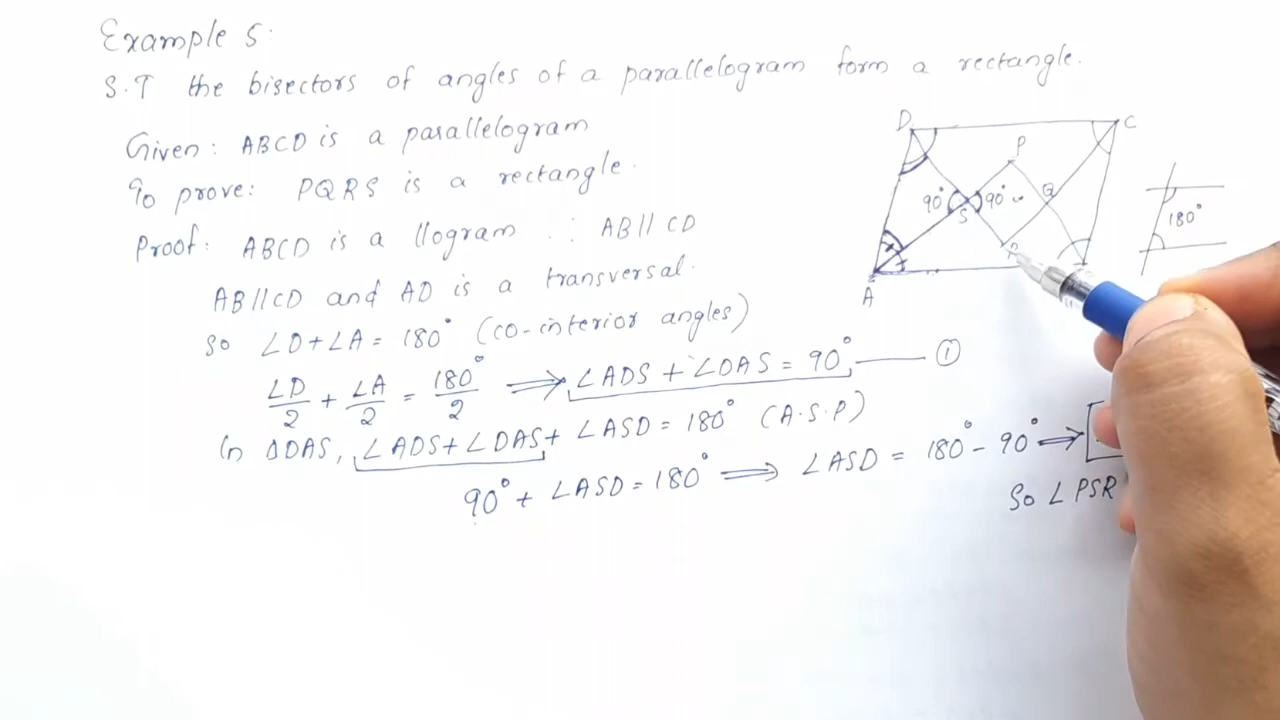 Example 5:
S.T the bisectors of angles of a parallelogram form a rectangle.
Given: ABCD is a parallelogram
To prove: PQRS is a rectangle.
Proof: ABCD is a llogram ∴ AB || CD
AB || CD and AD is a transversal.
So ∠D + ∠A = 180° (co-interior angles)
∠D/2 + ∠A/2 = 180°/2 ⟹ ∠ADS + ∠DAS = 90° —— ①
In ΔDAS, ∠ADS + ∠DAS + ∠ASD = 180° (A.S.P)
90° + ∠ASD = 180° ⟹ ∠ASD = 180° - 90° ⟹
So ∠PSR
D
C
P
90°
S
90°
Q
R
A
180°